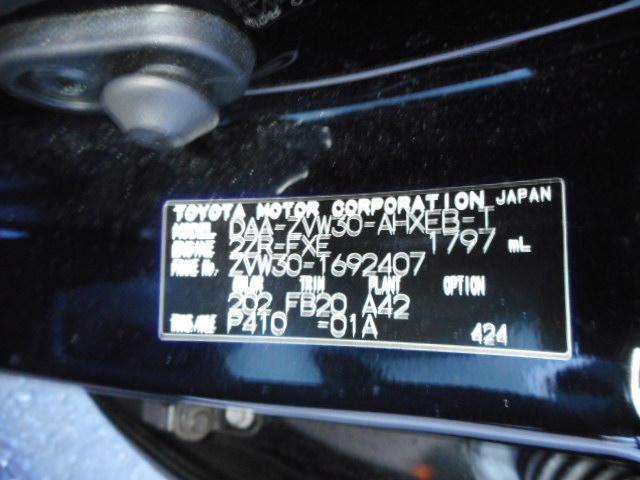 TOYOTA MOTOR CORPORATION JAPAN
MODEL DAA-ZVW30-AHXEB-T
ENGINE 2ZR-FXE 1797 mL
FRAME No. ZVW30-1692407
COLOR TRIM PLANT OPTION
202 FB20 A42
TRANS/AXLE P410 -01A 424